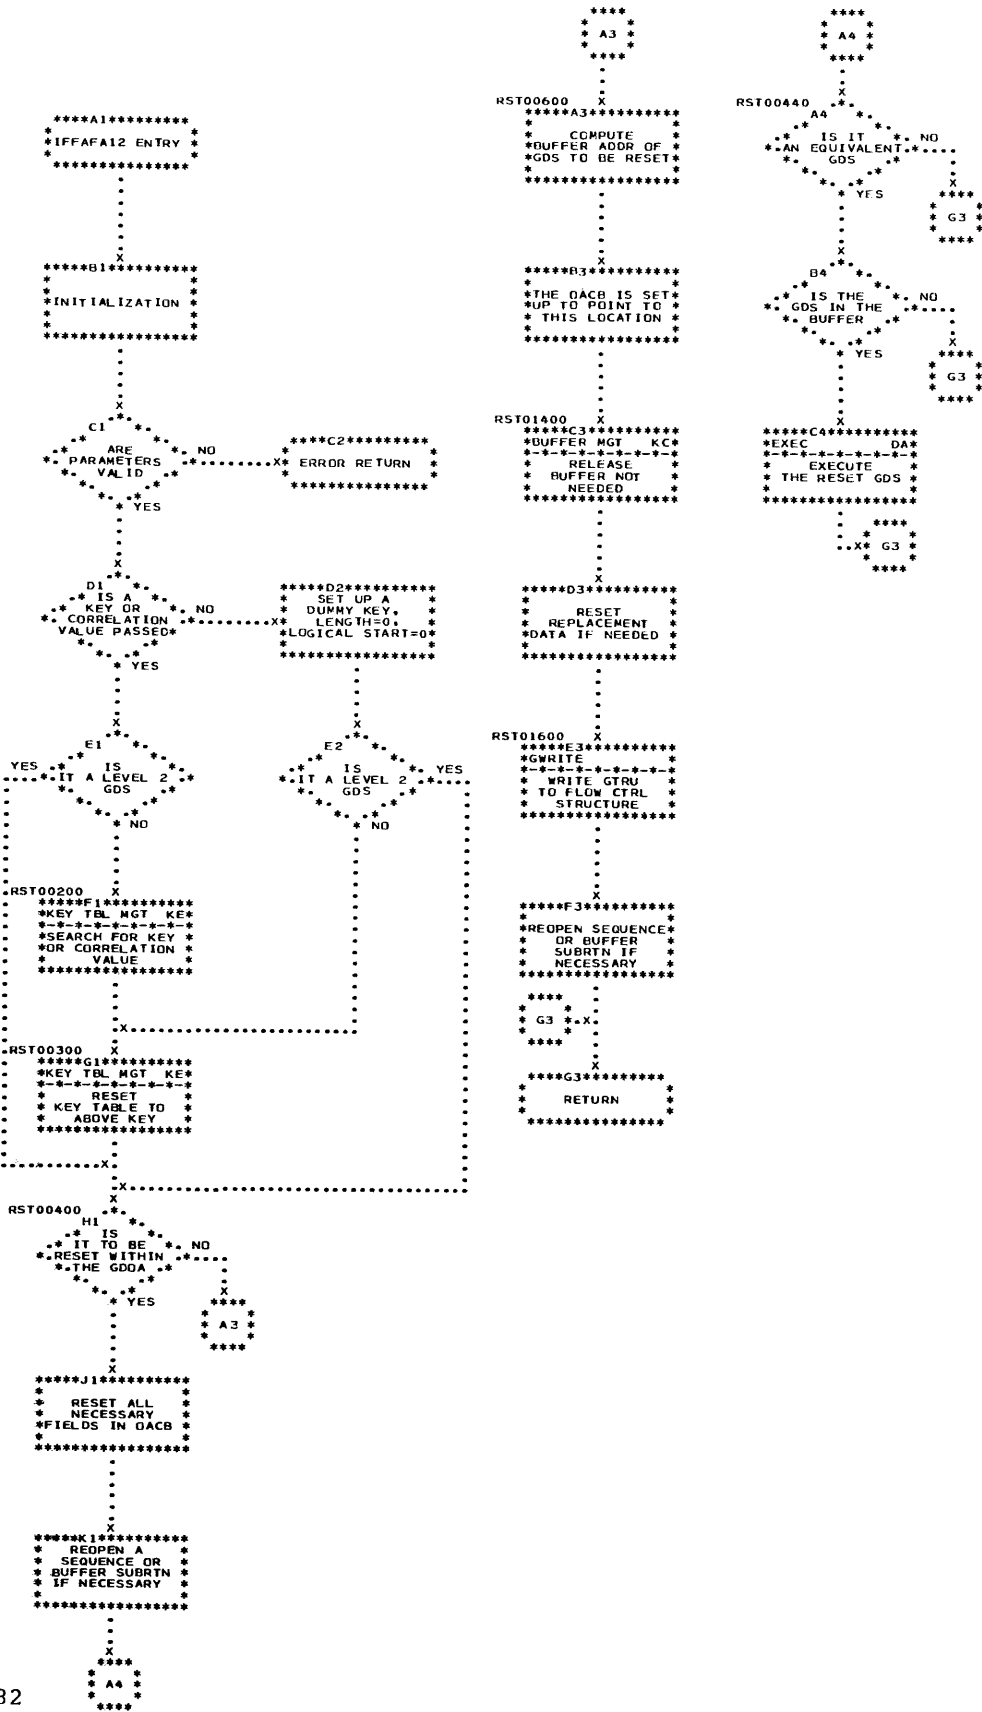 A1
IFFAFA12 ENTRY
B1
INITIALIZATION
C1
ARE
PARAMETERS
VALID
NO
YES
C2
ERROR RETURN
D1
IS A
KEY OR
CORRELATION
VALUE PASSED
NO
YES
D2
SET UP A
DUMMY KEY,
LENGTH=0,
LOGICAL START=0
E1
IS
IT A LEVEL 2
GDS
YES
NO
E2
IS
IT A LEVEL 2
GDS
YES
NO
RST00200
F1
KEY TBL MGT KE
SEARCH FOR KEY
OR CORRELATION
VALUE
RST00300
G1
KEY TBL MGT KE
RESET
KEY TABLE TO
ABOVE KEY
RST00400
H1
IS
IT TO BE
RESET WITHIN
THE GDOA
NO
YES
A3
J1
RESET ALL
NECESSARY
FIELDS IN OACB
K1
REOPEN A
SEQUENCE OR
BUFFER SUBRTN
IF NECESSARY
A4
A3
RST00600
A3
COMPUTE
BUFFER ADDR OF
GDS TO BE RESET
B3
THE OACB IS SET
UP TO POINT TO
THIS LOCATION
RST01400
C3
BUFFER MGT KC
RELEASE
BUFFER NOT
NEEDED
D3
RESET
REPLACEMENT
DATA IF NEEDED
RST01600
E3
GWRITE
WRITE GTRU
TO FLOW CTRL
STRUCTURE
F3
REOPEN SEQUENCE
OR BUFFER
SUBRTN IF
NECESSARY
G3
G3
RETURN
A4
RST00440
A4
IS IT
AN EQUIVALENT
GDS
NO
YES
G3
B4
IS THE
GDS IN THE
BUFFER
NO
YES
G3
C4
EXEC DA
EXECUTE
THE RESET GDS
G3